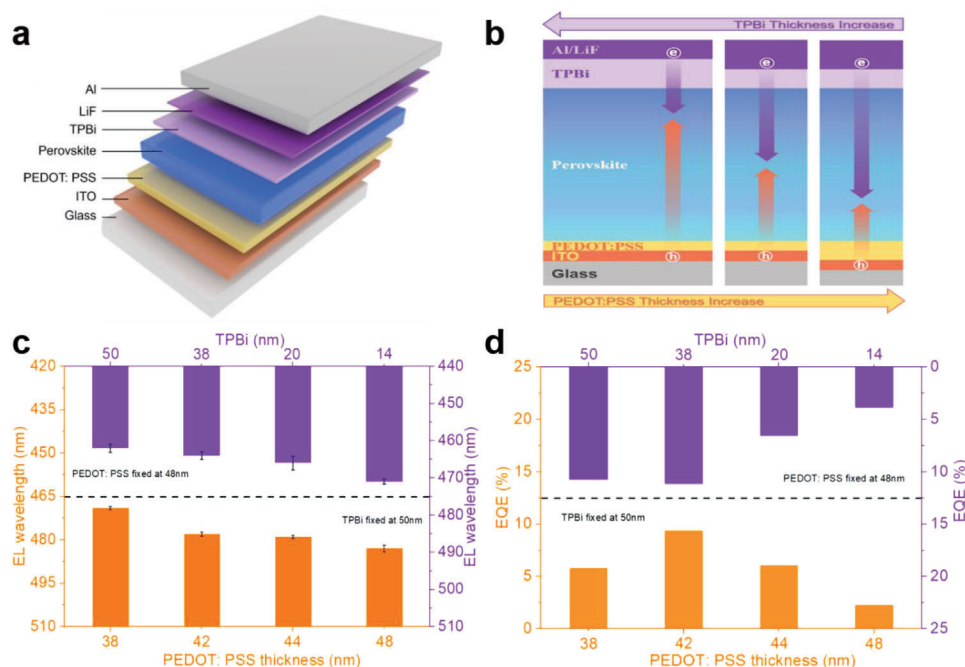 a
Al
LiF
TPBi
Perovskite
PEDOT: PSS
ITO
Glass
b
TPBi Thickness Increase
Al/LiF
e
e
e
TPBi
Perovskite
PEDOT:PSS
ITO
h
h
h
Glass
PEDOT:PSS Thickness Increase
c
TPBi (nm)
50 38 20 14
EL wavelength (nm)
420
435
450
465
480
495
510
PEDOT: PSS fixed at 48nm
TPBi fixed at 50nm
440
450
460
470
480
490
500
510
EL wavelength (nm)
38 42 44 48
PEDOT: PSS thickness (nm)
d
TPBi (nm)
50 38 20 14
EQE (%)
25
20
15
10
5
0
PEDOT: PSS fixed at 48nm
TPBi fixed at 50nm
0
5
10
15
20
25
EQE (%)
38 42 44 48
PEDOT: PSS thickness (nm)